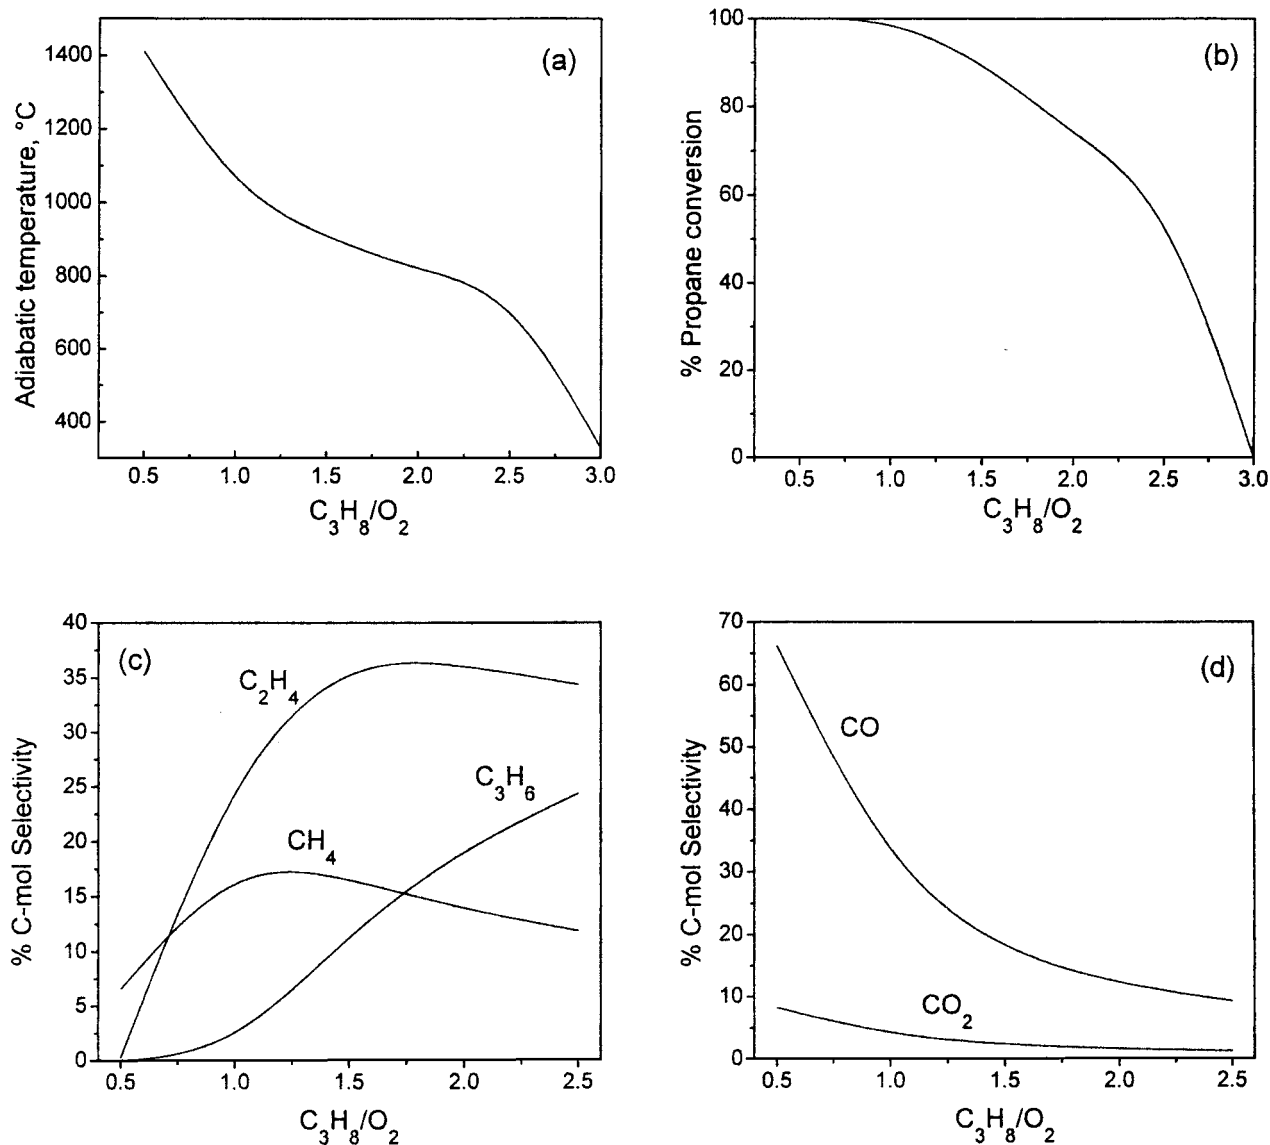 (a)
Adiabatic temperature, °C
1400
1200
1000
800
600
400
0.5 1.0 1.5 2.0 2.5 3.0
C₃H₈/O₂
(b)
% Propane conversion
100
80
60
40
20
0
0.5 1.0 1.5 2.0 2.5 3.0
C₃H₈/O₂
(c)
% C-mol Selectivity
40
35
30
25
20
15
10
5
0
C₂H₄
C₃H₆
CH₄
0.5 1.0 1.5 2.0 2.5
C₃H₈/O₂
(d)
% C-mol Selectivity
70
60
50
40
30
20
10
0
CO
CO₂
0.5 1.0 1.5 2.0 2.5
C₃H₈/O₂